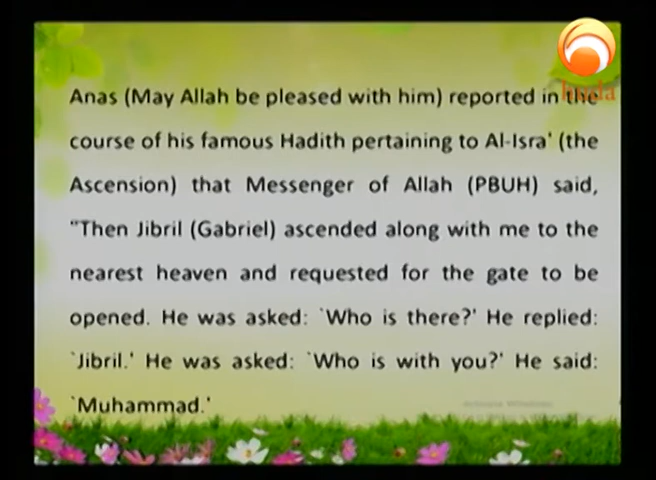 huda
Anas (May Allah be pleased with him) reported in the
course of his famous Hadith pertaining to Al-Isra' (the
Ascension) that Messenger of Allah (PBUH) said,
"Then Jibril (Gabriel) ascended along with me to the
nearest heaven and requested for the gate to be
opened. He was asked: `Who is there?' He replied:
`Jibril.' He was asked: `Who is with you?' He said:
`Muhammad.'